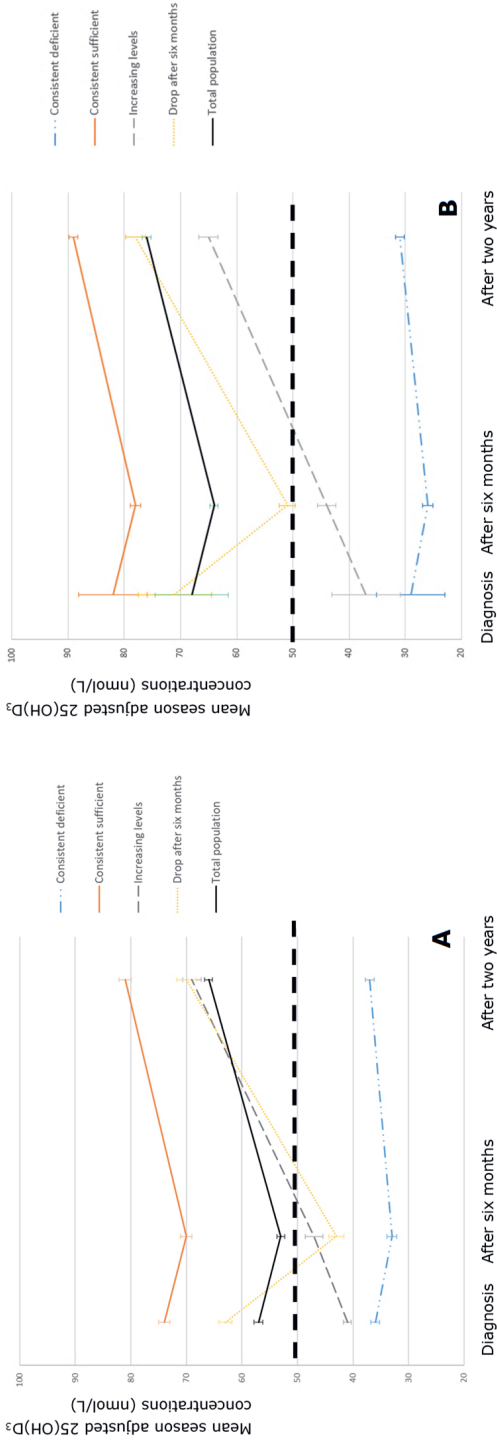 Mean season adjusted 25(OH)D₃
concentrations (nmol/L)
100
90
80
70
60
50
40
30
20
Diagnosis
After six months
After two years
A
Consistent deficient
Consistent sufficient
Increasing levels
Drop after six months
Total population
Mean season adjusted 25(OH)D₃
concentrations (nmol/L)
100
90
80
70
60
50
40
30
20
Diagnosis
After six months
After two years
B
Consistent deficient
Consistent sufficient
Increasing levels
Drop after six months
Total population